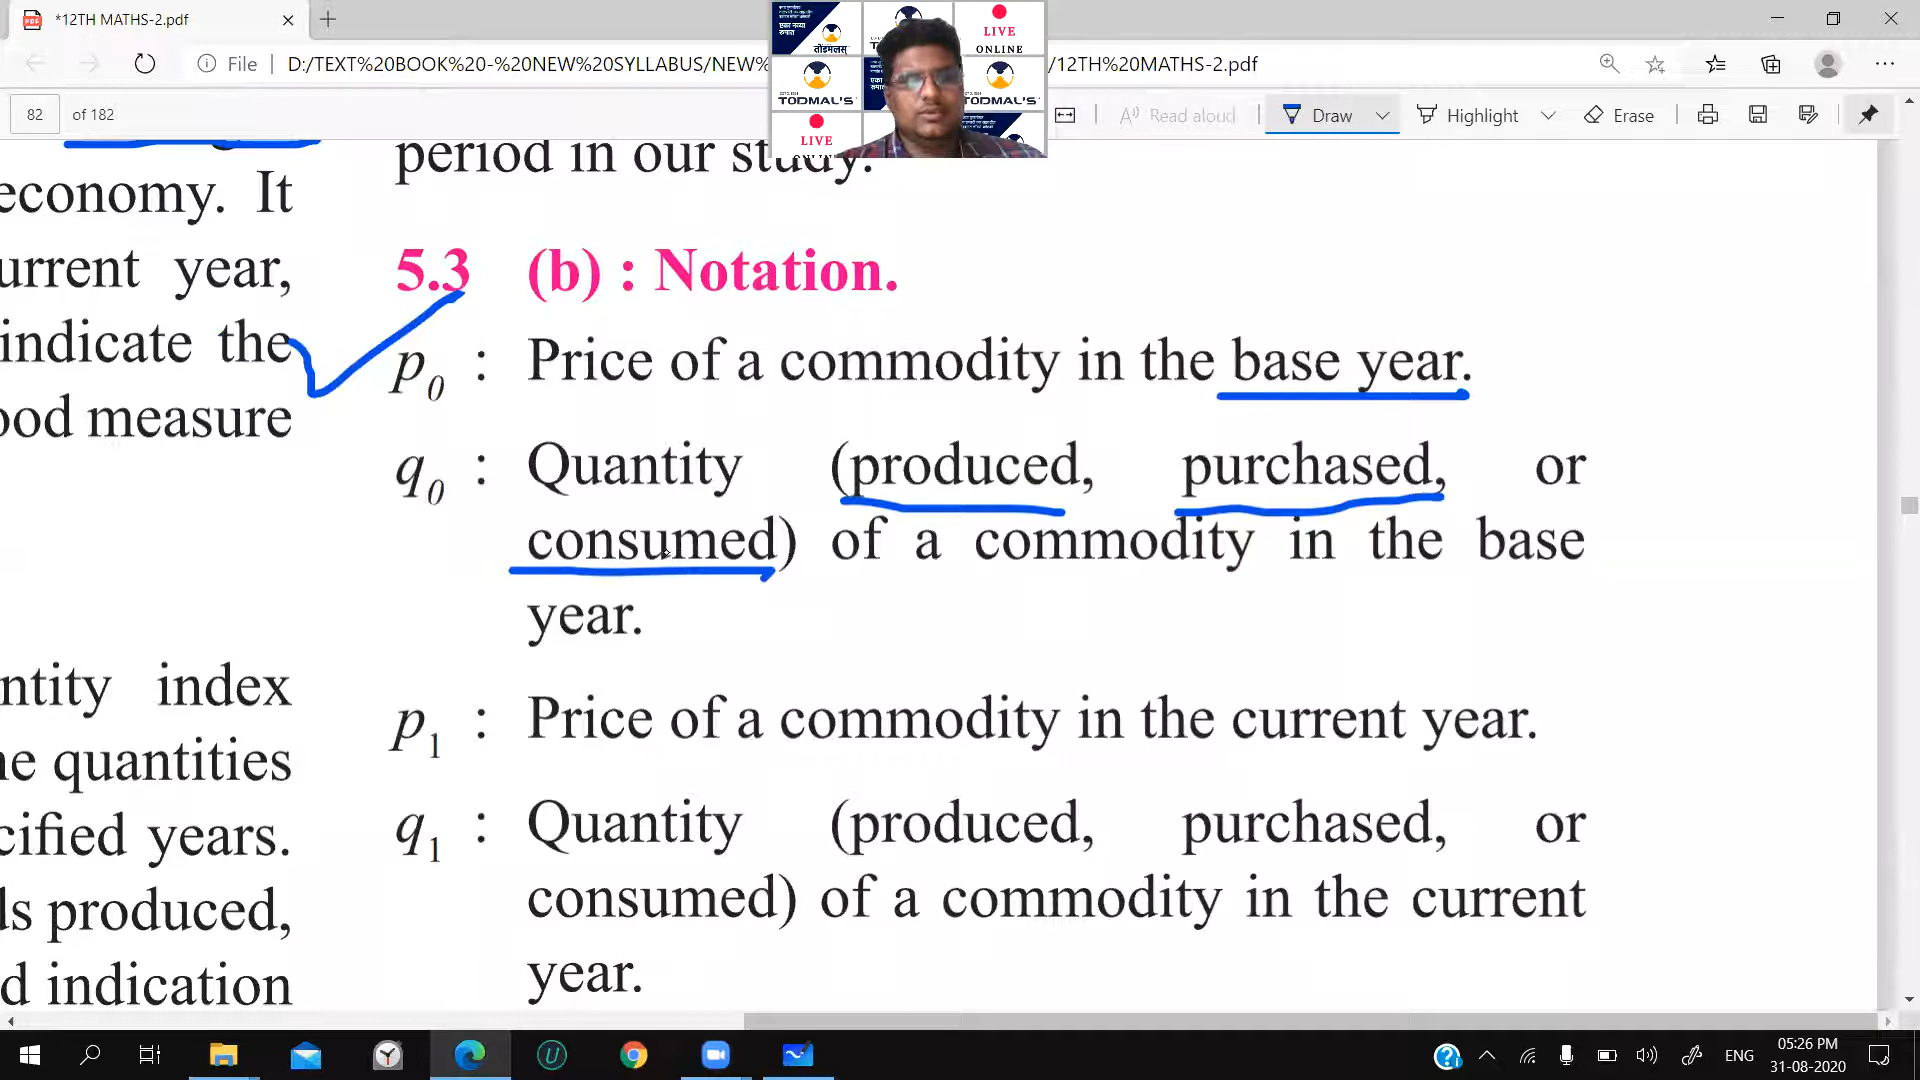 *12TH MATHS-2.pdf
File
D:/TEXT%20BOOK%20-%20NEW%20SYLLABUS/NEW%
/12TH%20MATHS-2.pdf
82 of 182
Read aloud
Draw
Highlight
Erase
एका नव्या
रुपात
तोडमलस्
LIVE
ONLINE
TODMAL'S
TODMAL'S
LIVE
economy. It
urrent year,
indicate the
ood measure
ntity index
ne quantities
cified years.
ls produced,
d indication
period in our study.
5.3 (b) : Notation.
p0 : Price of a commodity in the base year.
q0 : Quantity (produced, purchased, or
consumed) of a commodity in the base
year.
p1 : Price of a commodity in the current year.
q1 : Quantity (produced, purchased, or
consumed) of a commodity in the current
year.
ENG
05:26 PM
31-08-2020